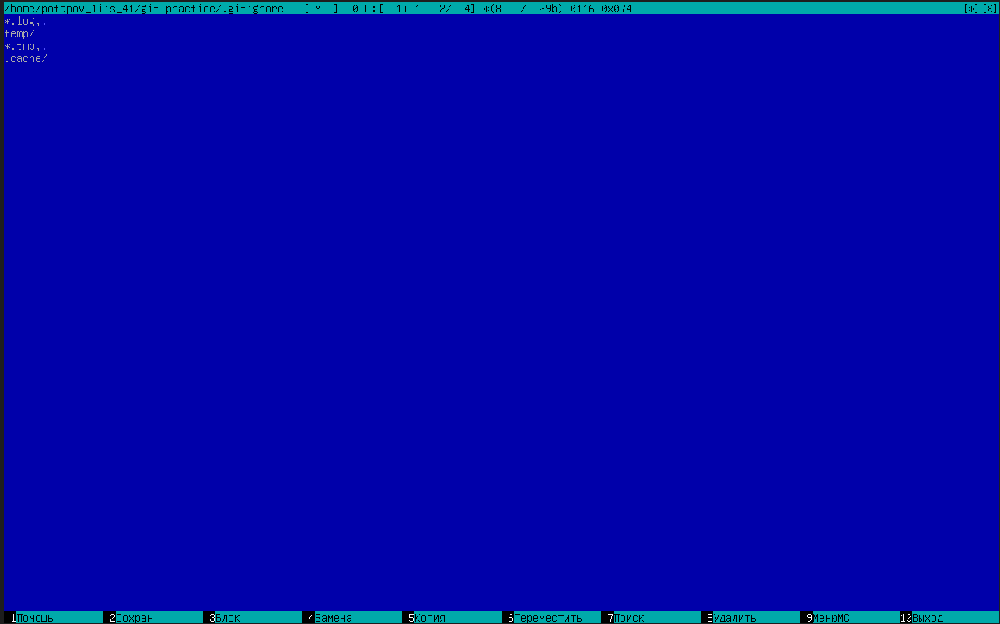 /home/potapov_1iis_41/git-practice/.gitignore [-M--] 0 L:[ 1+ 1 2/ 4] *(8 / 29b) 0116 0x074 [*][X]
*.log,.
temp/
*.tmp,.
.cache/
1Помощь 2Сохран 3Блок 4Замена 5Копия 6Переместить 7Поиск 8Удалить 9МенюMC 10Выход